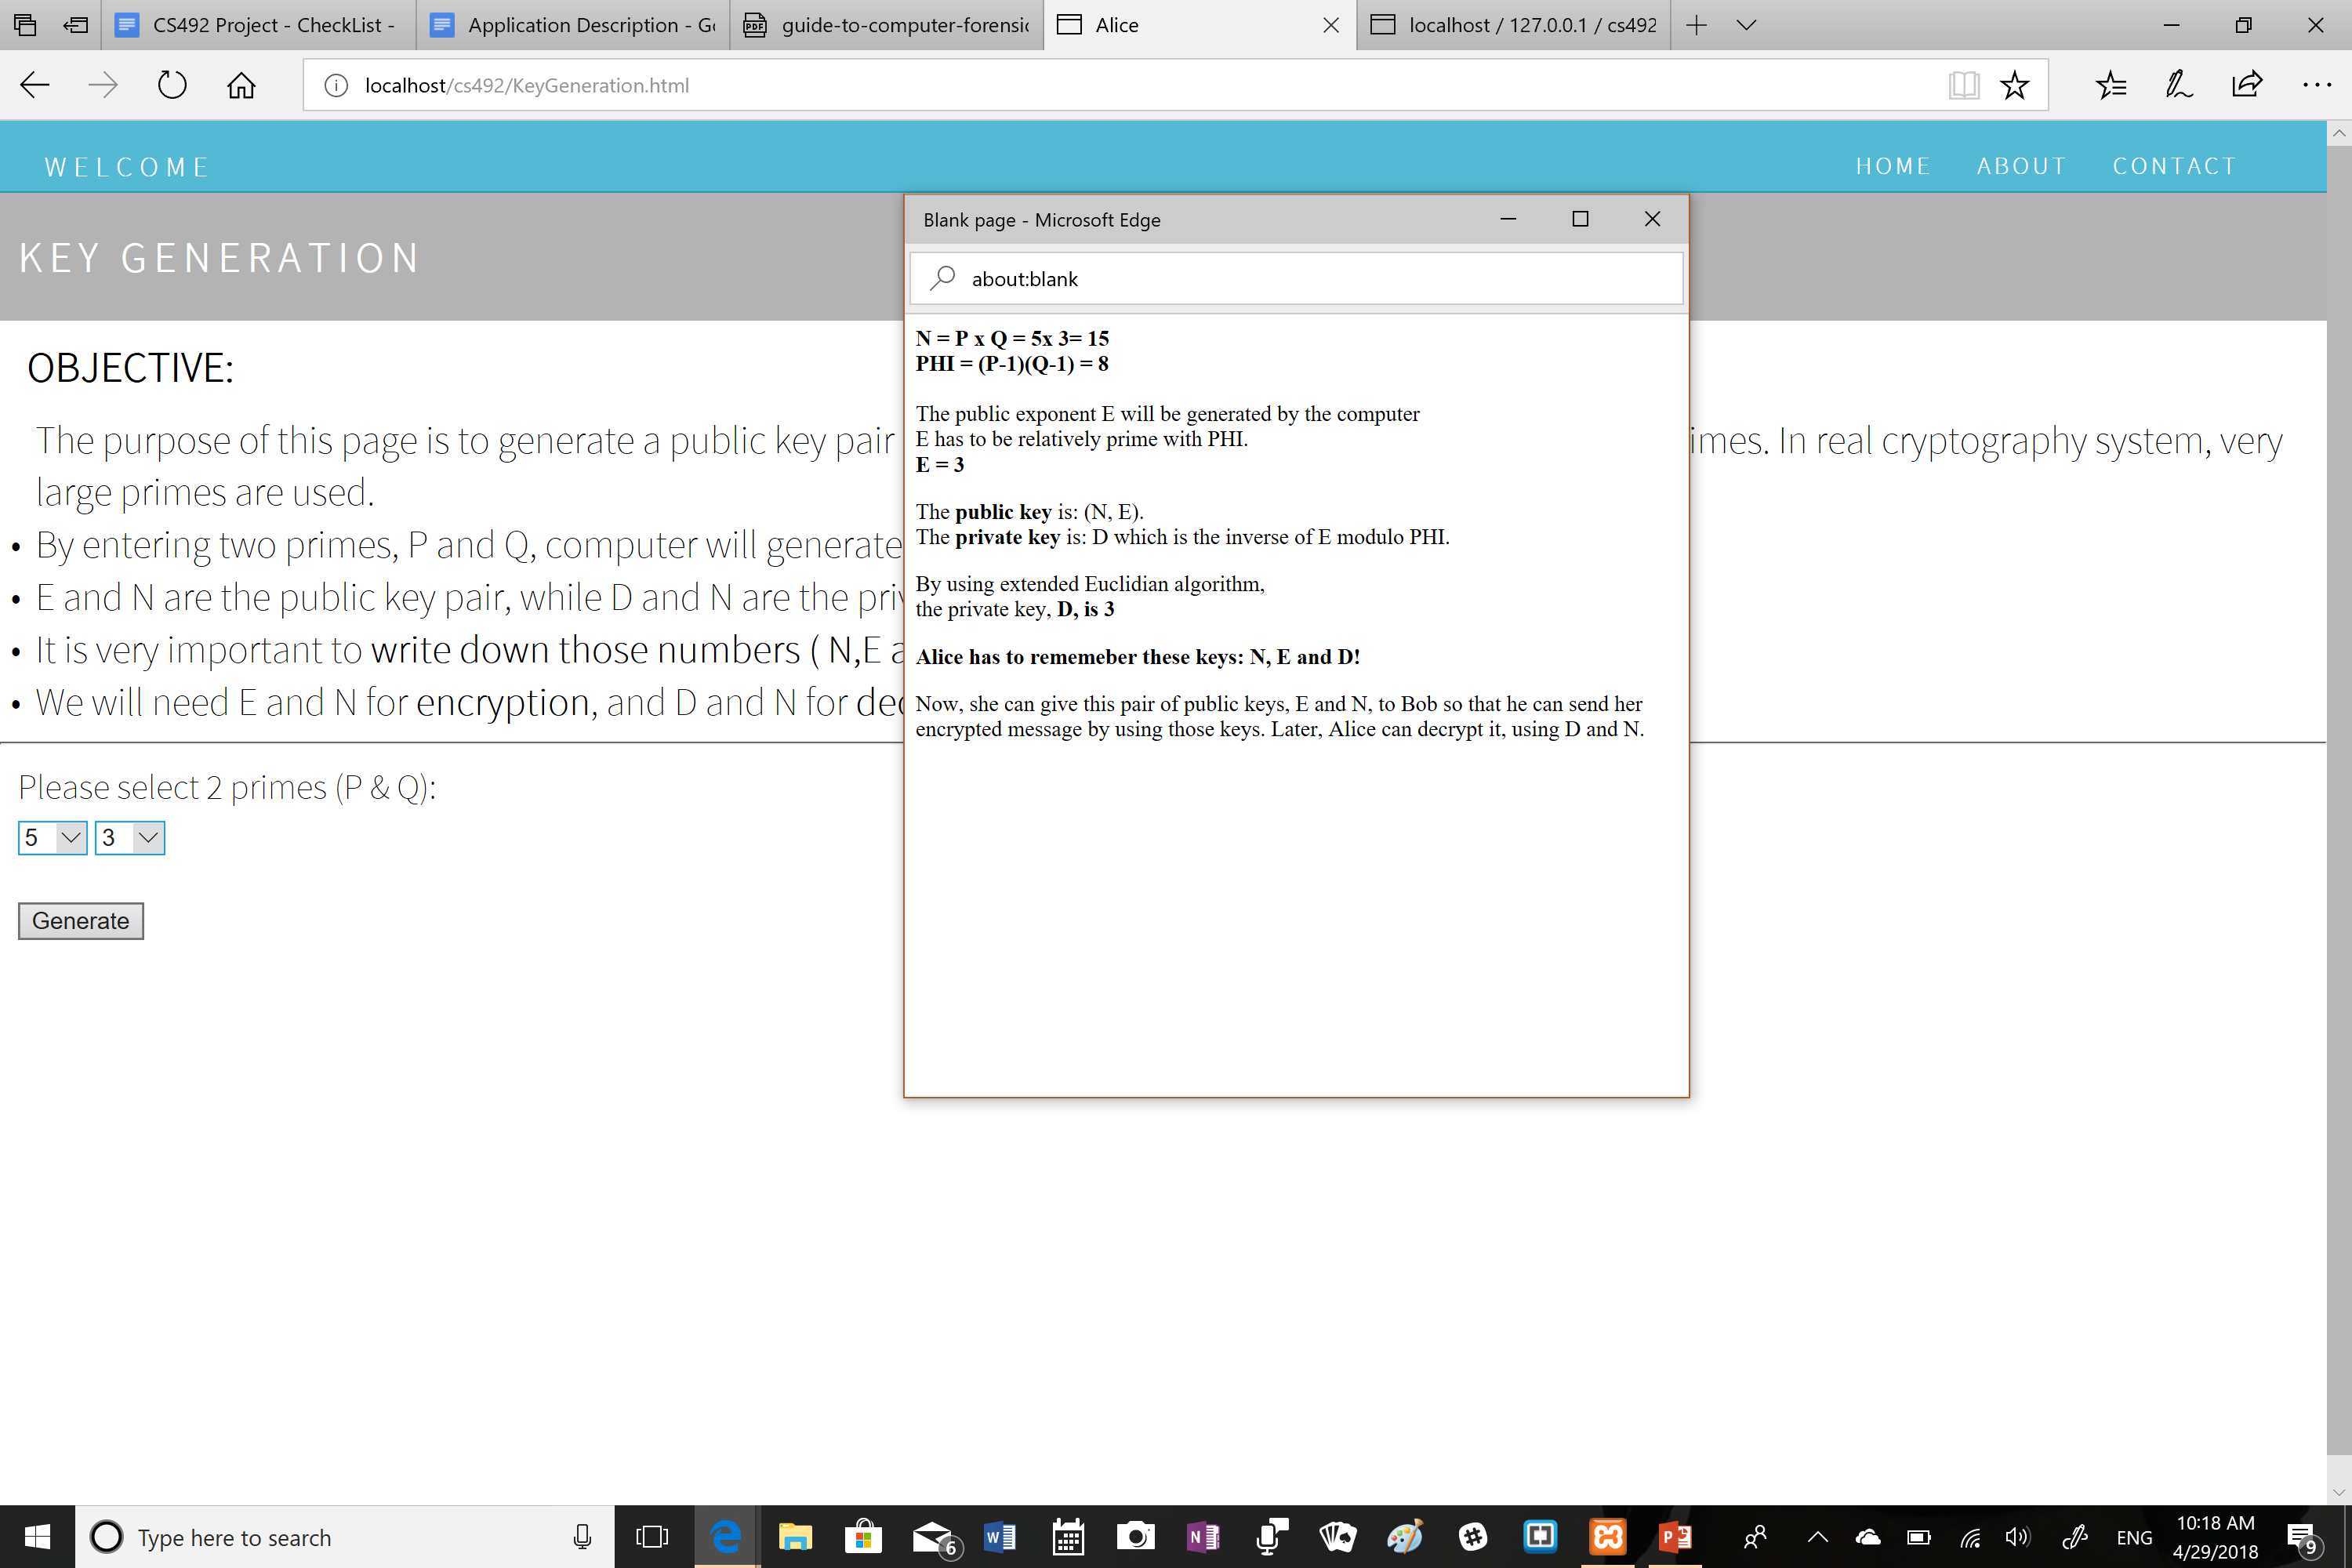 CS492 Project - CheckList -
Application Description - Go
guide-to-computer-forensic
Alice
localhost / 127.0.0.1 / cs492
localhost/cs492/KeyGeneration.html
WELCOME
HOME ABOUT CONTACT
KEY GENERATION
OBJECTIVE:
The purpose of this page is to generate a public key pair
imes. In real cryptography system, very
large primes are used.
• By entering two primes, P and Q, computer will generate
• E and N are the public key pair, while D and N are the priv
• It is very important to write down those numbers ( N,E a
• We will need E and N for encryption, and D and N for dec
Please select 2 primes (P & Q):
5 3
Generate
Blank page - Microsoft Edge
about:blank
N = P x Q = 5x 3= 15
PHI = (P-1)(Q-1) = 8
The public exponent E will be generated by the computer
E has to be relatively prime with PHI.
E = 3
The public key is: (N, E).
The private key is: D which is the inverse of E modulo PHI.
By using extended Euclidian algorithm,
the private key, D, is 3
Alice has to rememeber these keys: N, E and D!
Now, she can give this pair of public keys, E and N, to Bob so that he can send her
encrypted message by using those keys. Later, Alice can decrypt it, using D and N.
Type here to search
6
ENG
10:18 AM
4/29/2018
9